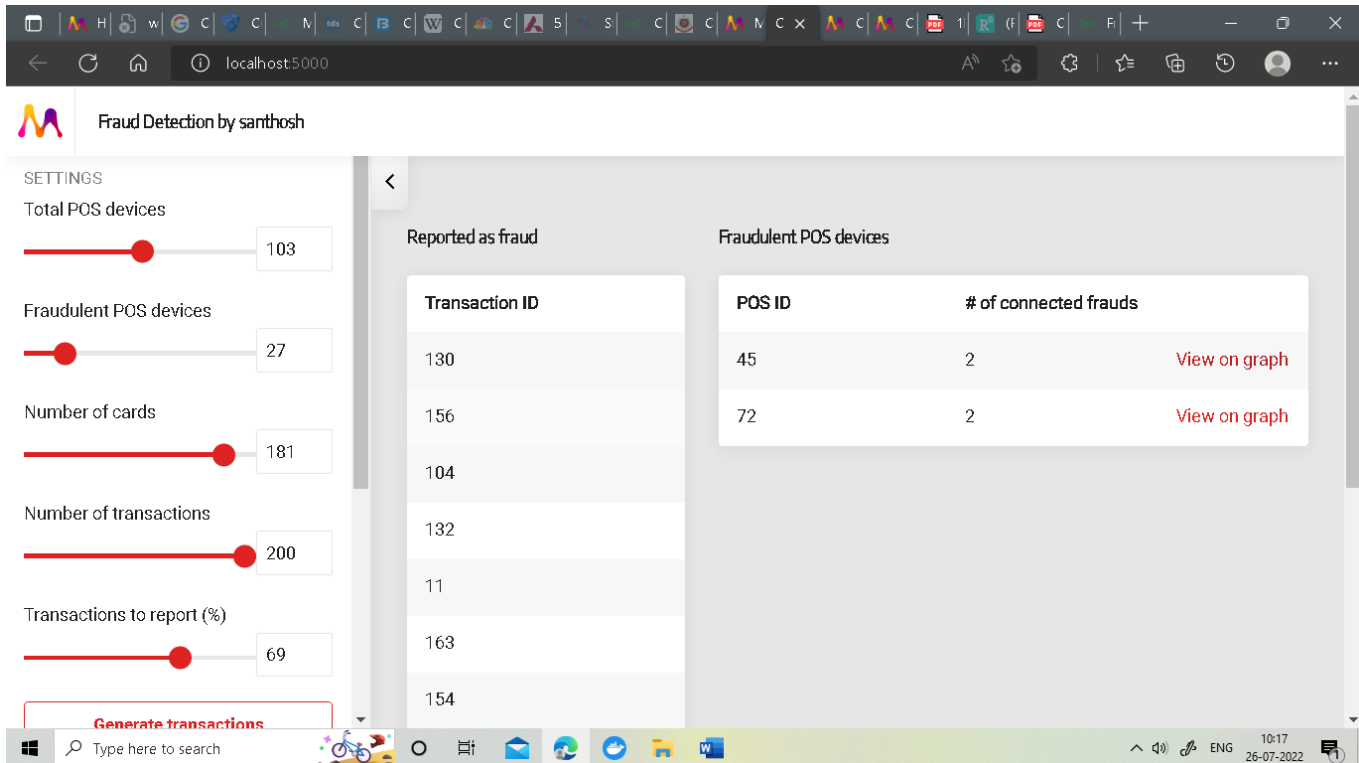 H w C C N tds C C C C 5 S C C N C C C 1 (F C F
localhost:5000
Fraud Detection by santhosh
SETTINGS
Total POS devices
103
Fraudulent POS devices
27
Number of cards
181
Number of transactions
200
Transactions to report (%)
69
Generate transactions
Reported as fraud
Transaction ID
130
156
104
132
11
163
154
Fraudulent POS devices
POS ID # of connected frauds
45 2 View on graph
72 2 View on graph
Type here to search
ENG
10:17
26-07-2022